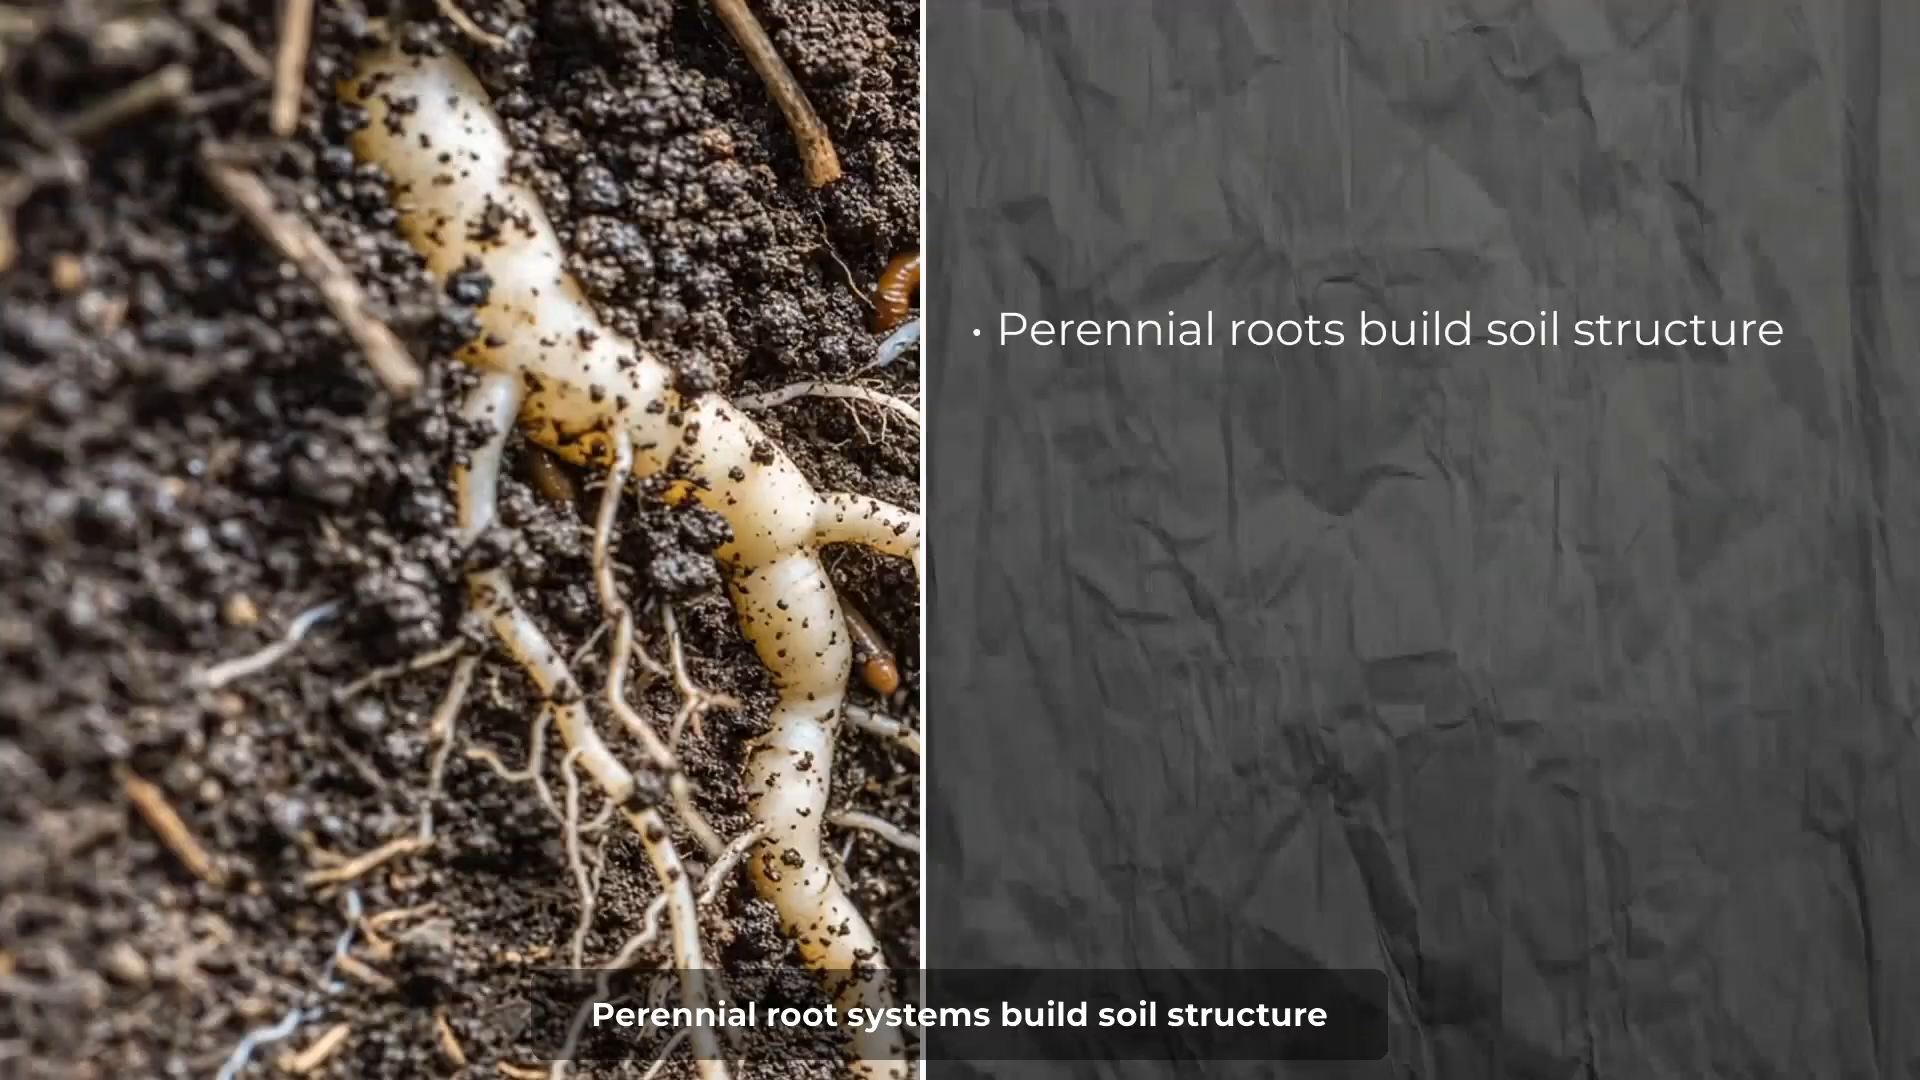 • Perennial roots build soil structure
Perennial root systems build soil structure